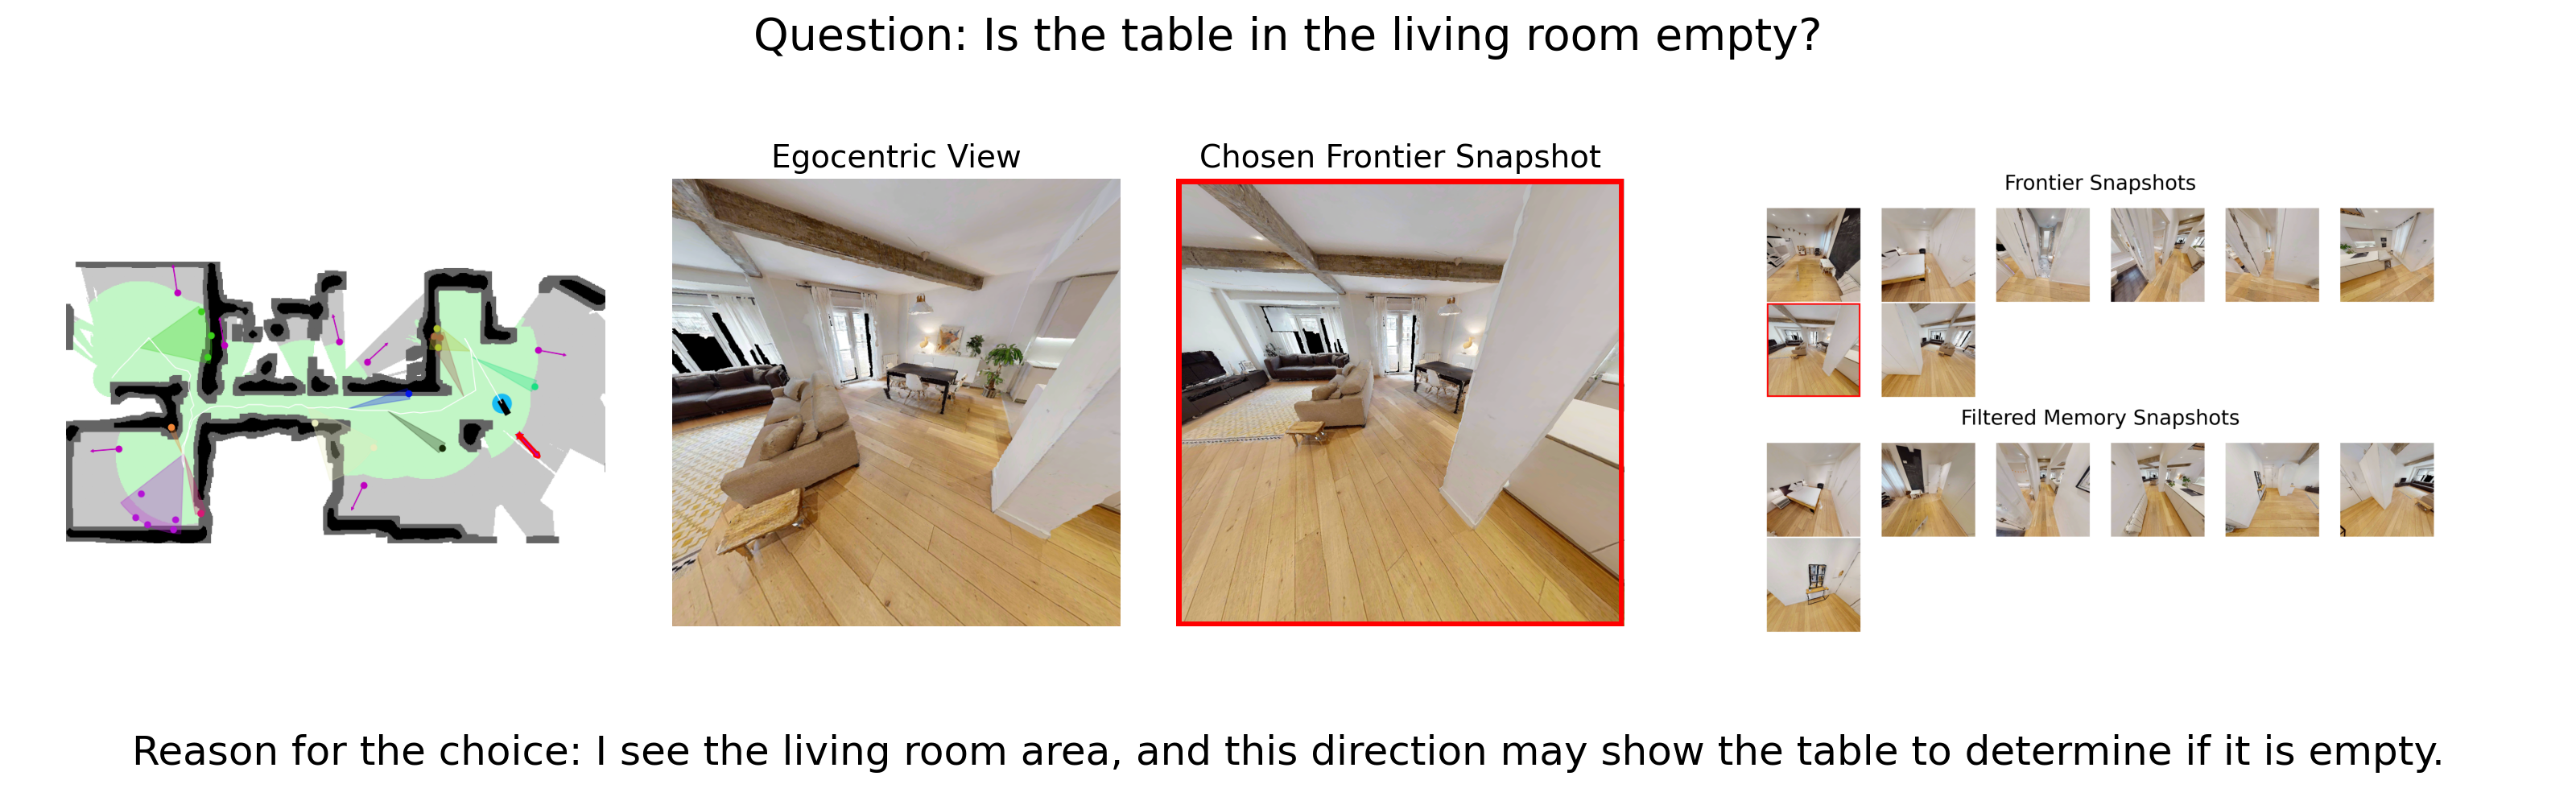 Question: Is the table in the living room empty?
Egocentric View
Chosen Frontier Snapshot
Frontier Snapshots
Filtered Memory Snapshots
Reason for the choice: I see the living room area, and this direction may show the table to determine if it is empty.